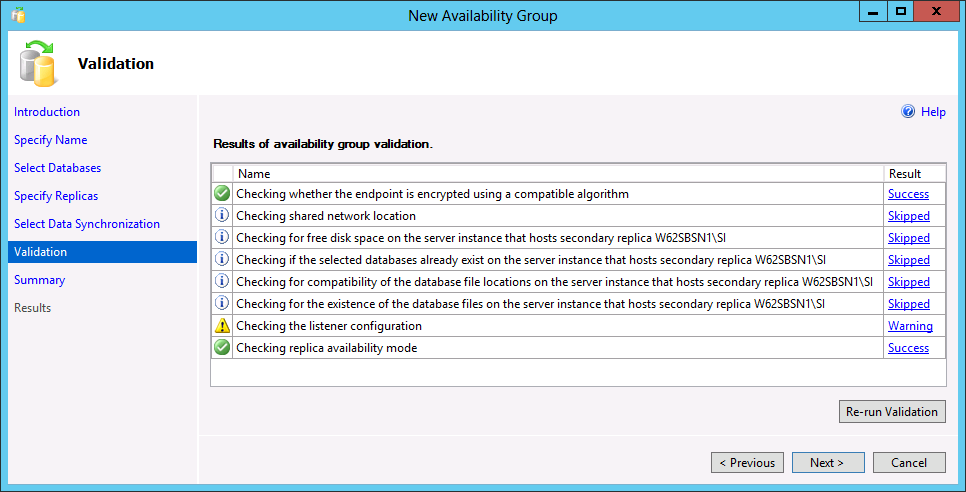 New Availability Group
Validation
Introduction
Specify Name
Select Databases
Specify Replicas
Select Data Synchronization
Validation
Summary
Results
Help
Results of availability group validation.
Name Result
Checking whether the endpoint is encrypted using a compatible algorithm Success
Checking shared network location Skipped
Checking for free disk space on the server instance that hosts secondary replica W62SBSN1\SI Skipped
Checking if the selected databases already exist on the server instance that hosts secondary replica W62SBSN1\SI Skipped
Checking for compatibility of the database file locations on the server instance that hosts secondary replica W62SBSN1\SI Skipped
Checking for the existence of the database files on the server instance that hosts secondary replica W62SBSN1\SI Skipped
Checking the listener configuration Warning
Checking replica availability mode Success
Re-run Validation
< Previous Next > Cancel